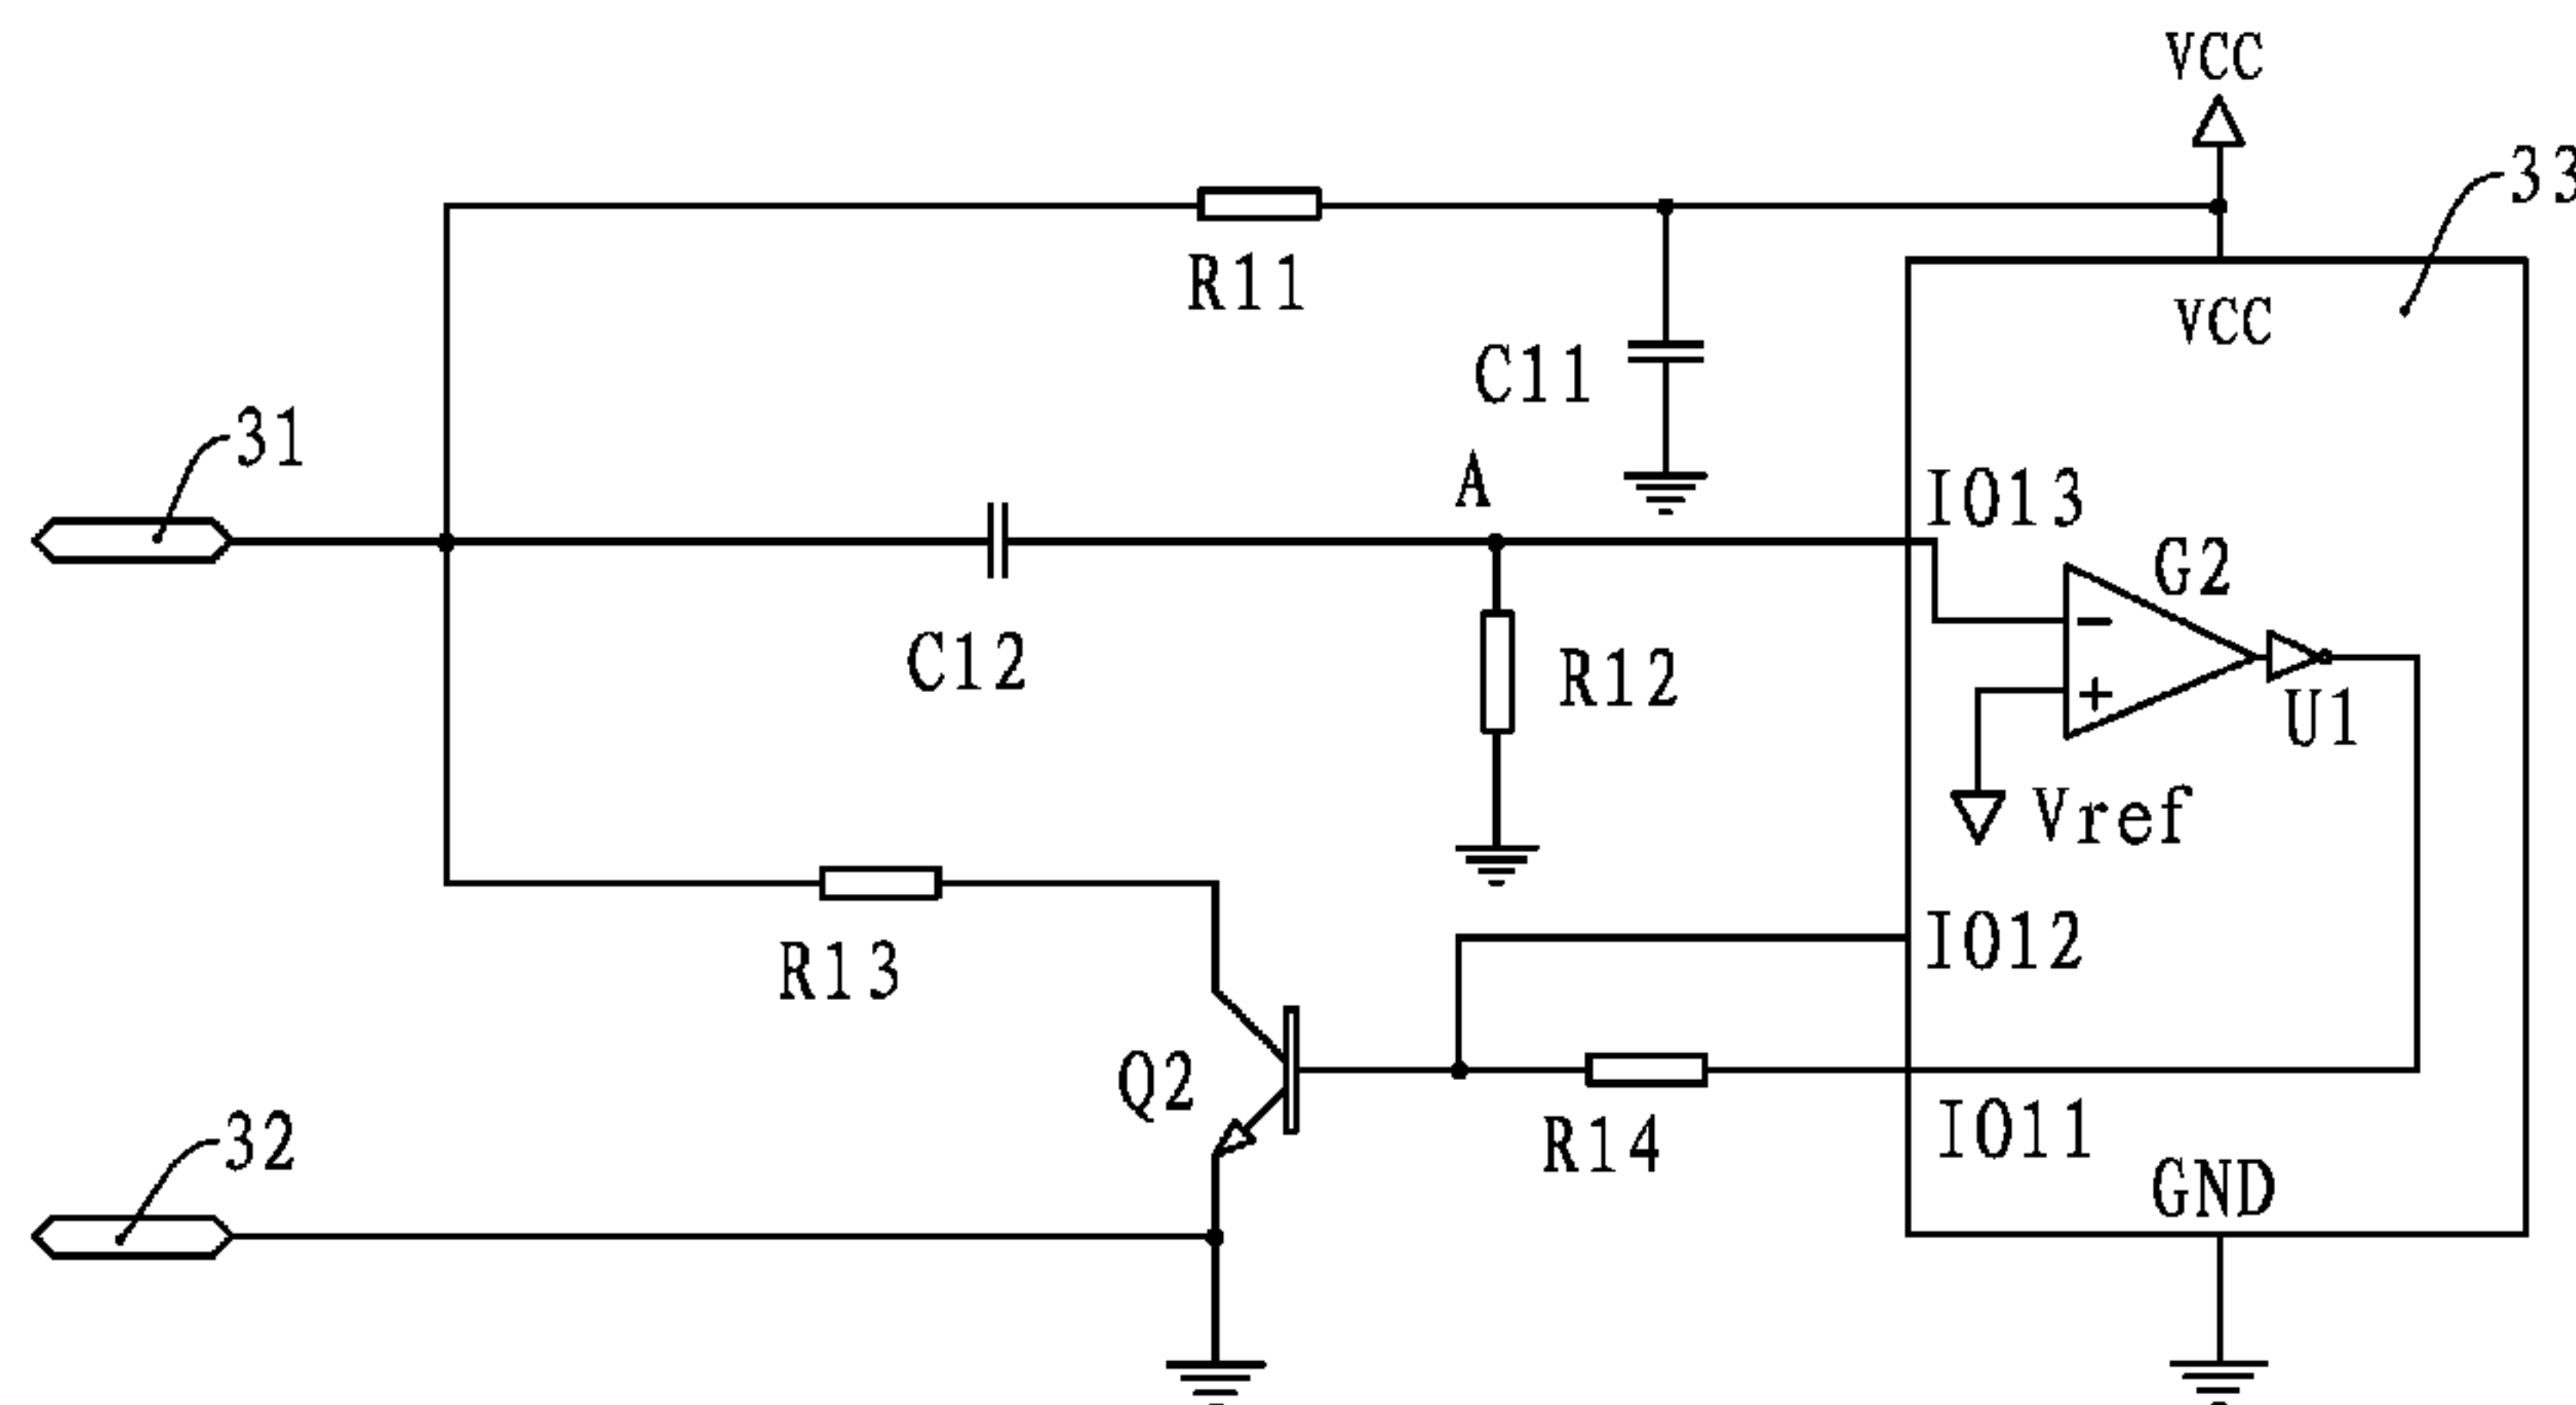 VCC
33
R11
VCC
C11
31
A
IO13
G2
C12
R12
U1
Vref
R13
IO12
Q2
R14
IO11
32
GND